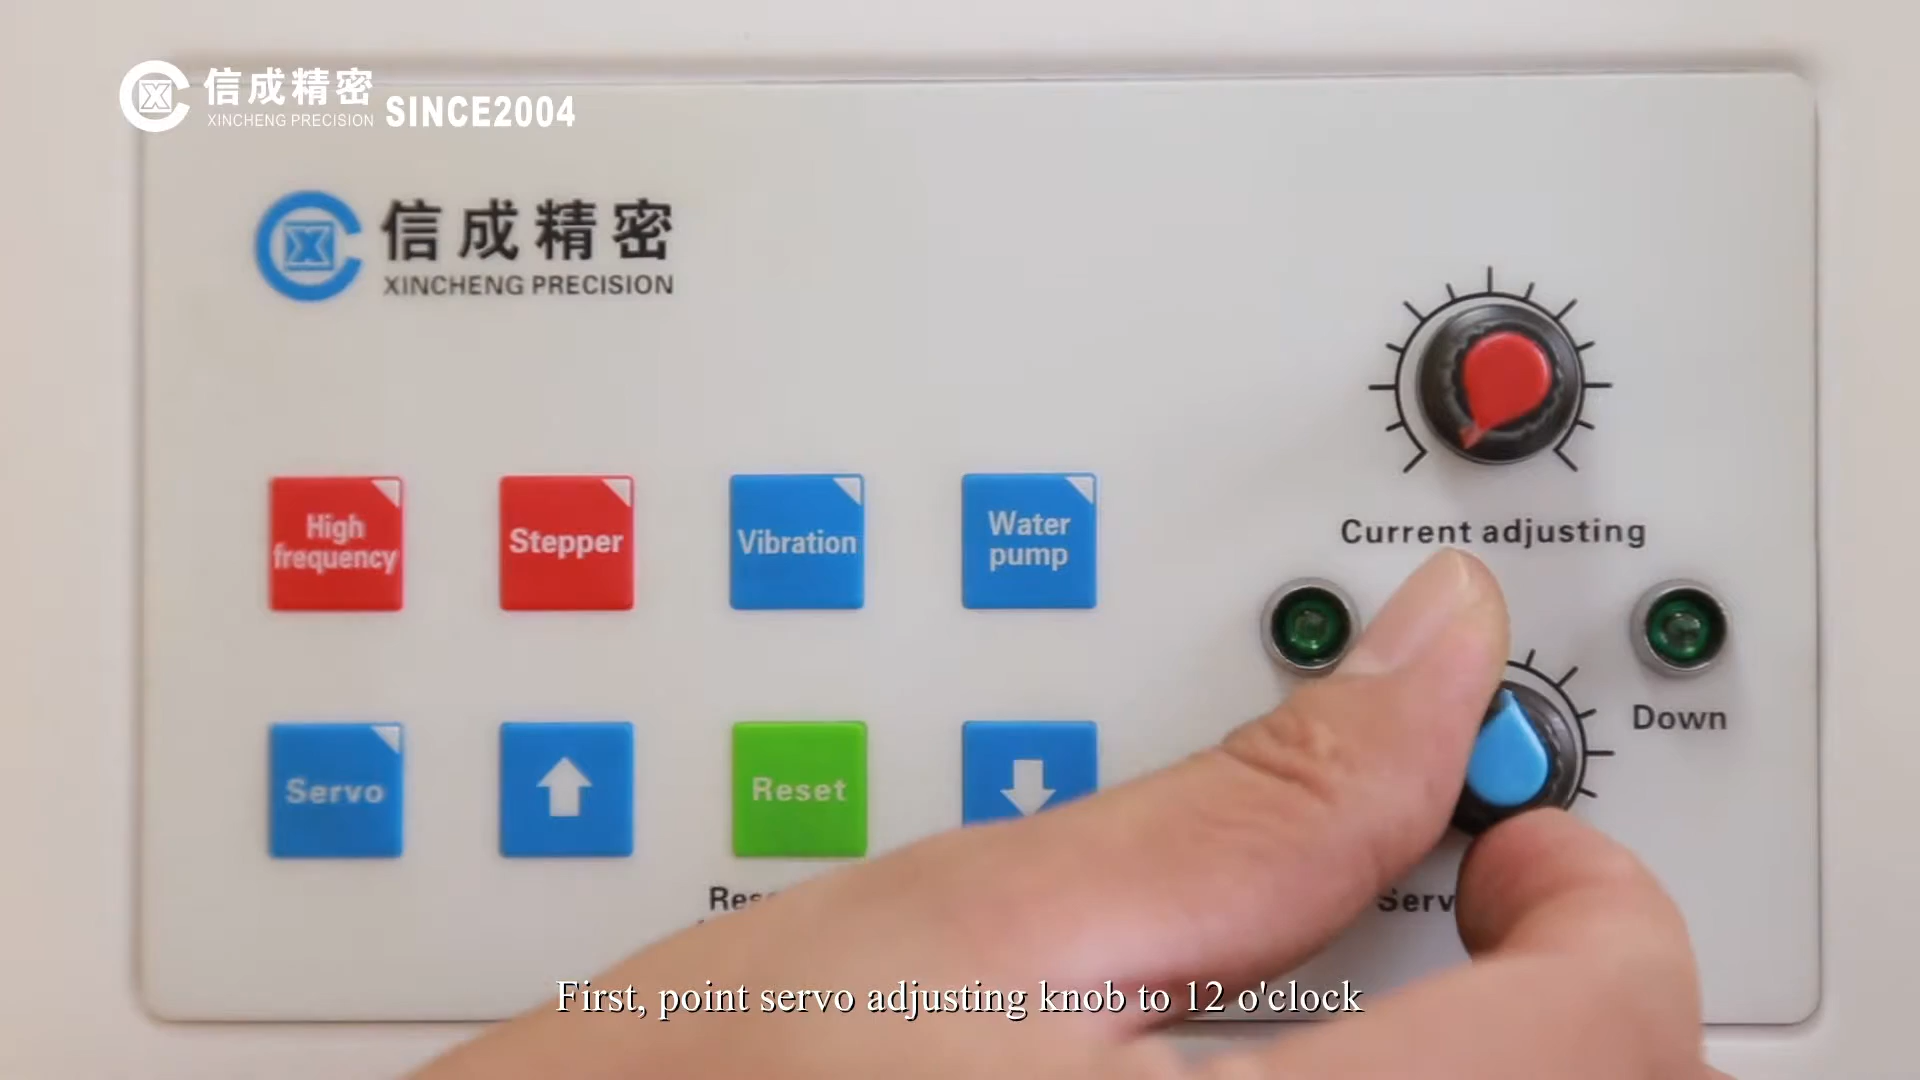 信成精密
XINCHENG PRECISION
SINCE2004
信成精密
XINCHENG PRECISION
Current adjusting
High
frequency
Stepper
Vibration
Water
pump
Down
Servo
Reset
First, point servo adjusting knob to 12 o'clock